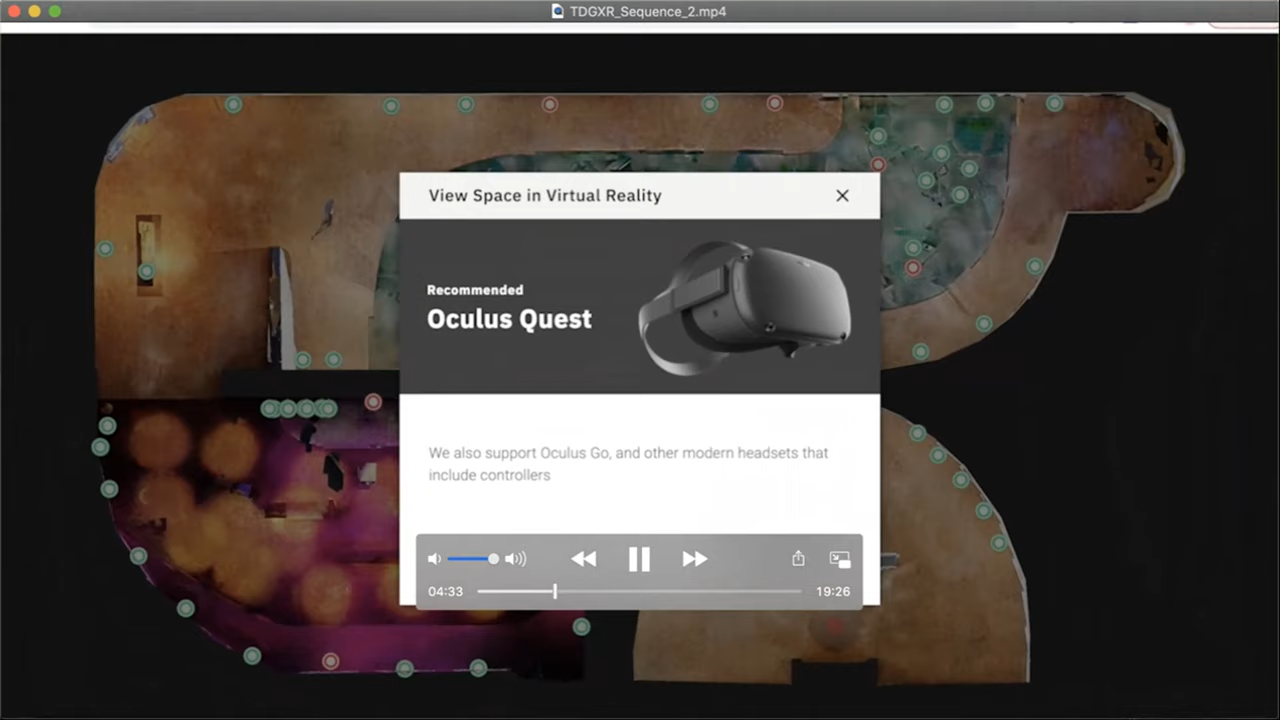 TDGXR_Sequence_2.mp4
View Space in Virtual Reality
Recommended
Oculus Quest
We also support Oculus Go, and other modern headsets that
include controllers
04:33
19:26